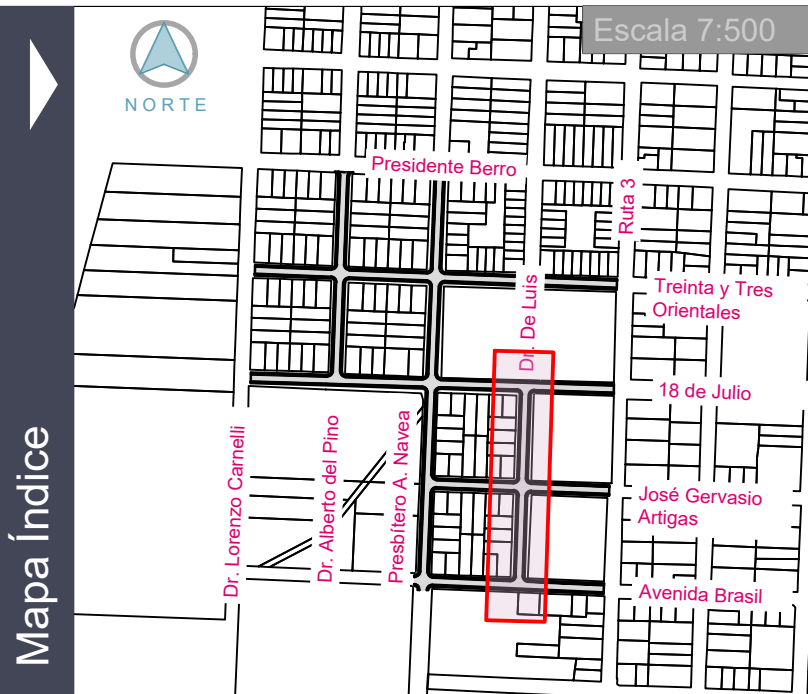 Escala 7:500
NORTE
Presidente Berro
Ruta 3
Dr. De Luis
Treinta y Tres
Orientales
18 de Julio
Dr. Lorenzo Carnelli
Dr. Alberto del Pino
Presbítero A. Navea
José Gervasio
Artigas
Avenida Brasil
Mapa Índice